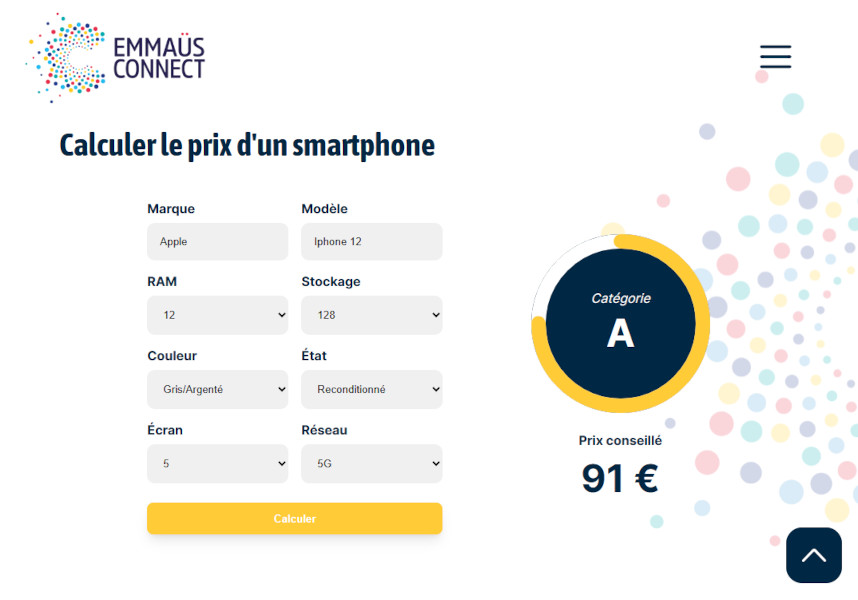 EMMAÜS
CONNECT
Calculer le prix d'un smartphone
Marque
Modèle
Apple
Iphone 12
RAM
Stockage
12
128
Couleur
État
Gris/Argenté
Reconditionné
Écran
Réseau
5
5G
Calculer
Catégorie
A
Prix conseillé
91 €